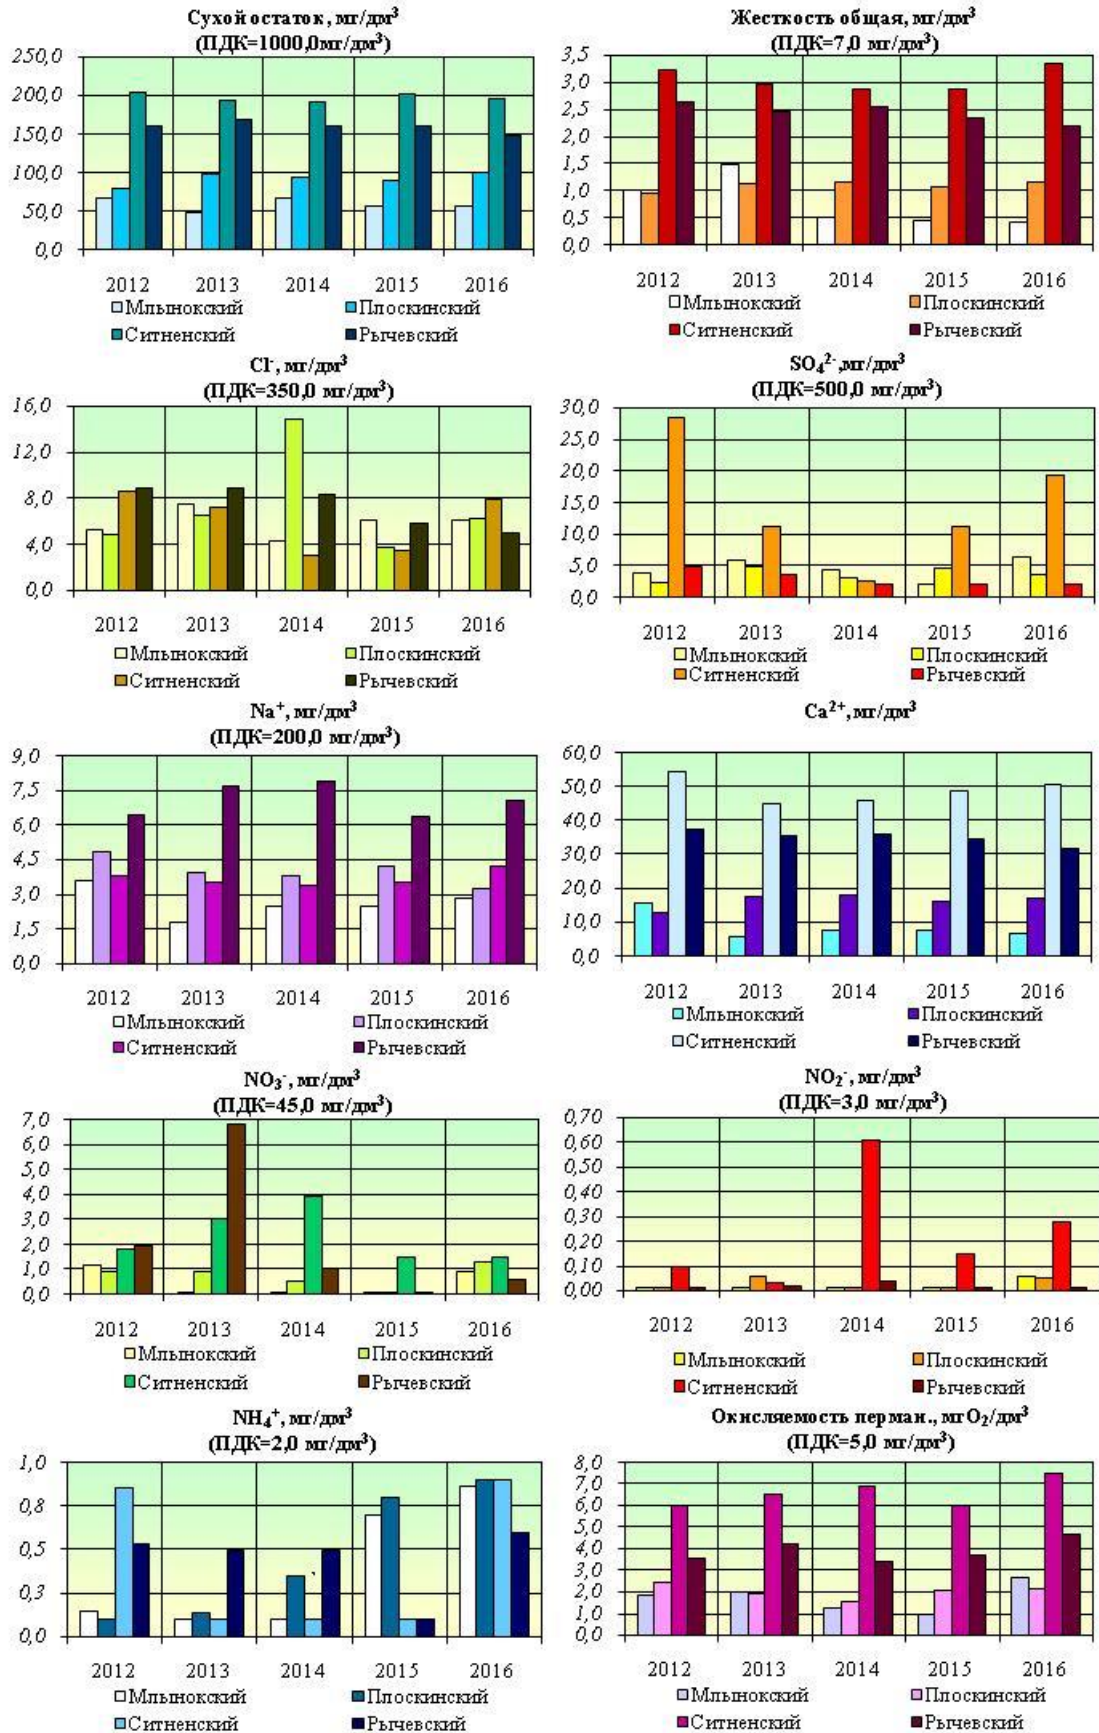 Сухой остаток, мг/дм³
(ПДК=1000,0мг/дм³)
250,0
200,0
150,0
100,0
50,0
0,0
2012 2013 2014 2015 2016
Млынокский Плоскинский
Ситненский Рычевский
Жесткость общая, мг/дм³
(ПДК=7,0 мг/дм³)
3,5
3,0
2,5
2,0
1,5
1,0
0,5
0,0
2012 2013 2014 2015 2016
Млынокский Плоскинский
Ситненский Рычевский
Cl⁻, мг/дм³
(ПДК=350,0 мг/дм³)
16,0
12,0
8,0
4,0
0,0
2012 2013 2014 2015 2016
Млынокский Плоскинский
Ситненский Рычевский
SO₄²⁻,мг/дм³
(ПДК=500,0 мг/дм³)
30,0
25,0
20,0
15,0
10,0
5,0
0,0
2012 2013 2014 2015 2016
Млынокский Плоскинский
Ситненский Рычевский
Na⁺, мг/дм³
(ПДК=200,0 мг/дм³)
9,0
7,5
6,0
4,5
3,0
1,5
0,0
2012 2013 2014 2015 2016
Млынокский Плоскинский
Ситненский Рычевский
Ca²⁺,мг/дм³
60,0
50,0
40,0
30,0
20,0
10,0
0,0
2012 2013 2014 2015 2016
Млынокский Плоскинский
Ситненский Рычевский
NO₃⁻, мг/дм³
(ПДК=45,0 мг/дм³)
7,0
6,0
5,0
4,0
3,0
2,0
1,0
0,0
2012 2013 2014 2015 2016
Млынокский Плоскинский
Ситненский Рычевский
NO₂⁻, мг/дм³
(ПДК=3,0 мг/дм³)
0,70
0,60
0,50
0,40
0,30
0,20
0,10
0,00
2012 2013 2014 2015 2016
Млынокский Плоскинский
Ситненский Рычевский
NH₄⁺, мг/дм³
(ПДК=2,0 мг/дм³)
1,0
0,8
0,5
0,3
0,0
2012 2013 2014 2015 2016
Млынокский Плоскинский
Ситненский Рычевский
Окисляемость перман., мгО₂/дм³
(ПДК=5,0 мг/дм³)
8,0
7,0
6,0
5,0
4,0
3,0
2,0
1,0
0,0
2012 2013 2014 2015 2016
Млынокский Плоскинский
Ситненский Рычевский